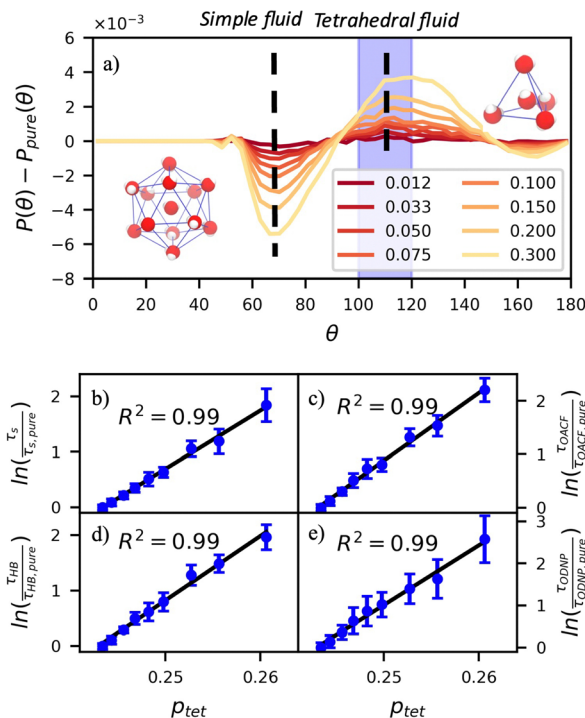 Simple fluid Tetrahedral fluid
×10⁻³
a)
6
4
2
0
−2
−4
−6
−8
P(θ) − P_pure(θ)
0.012 0.100
0.033 0.150
0.050 0.200
0.075 0.300
0 20 40 60 80 100 120 140 160 180
θ
b) R² = 0.99
2
1
0
ln(τ_s/τ_s,pure)
c) R² = 0.99
2
1
0
ln(τ_OACF/τ_OACF,pure)
d) R² = 0.99
2
1
0
ln(τ_HB/τ_HB,pure)
e) R² = 0.99
3
2
1
0
ln(τ_ODNP/τ_ODNP,pure)
0.25 0.26 0.25 0.26
p_tet p_tet